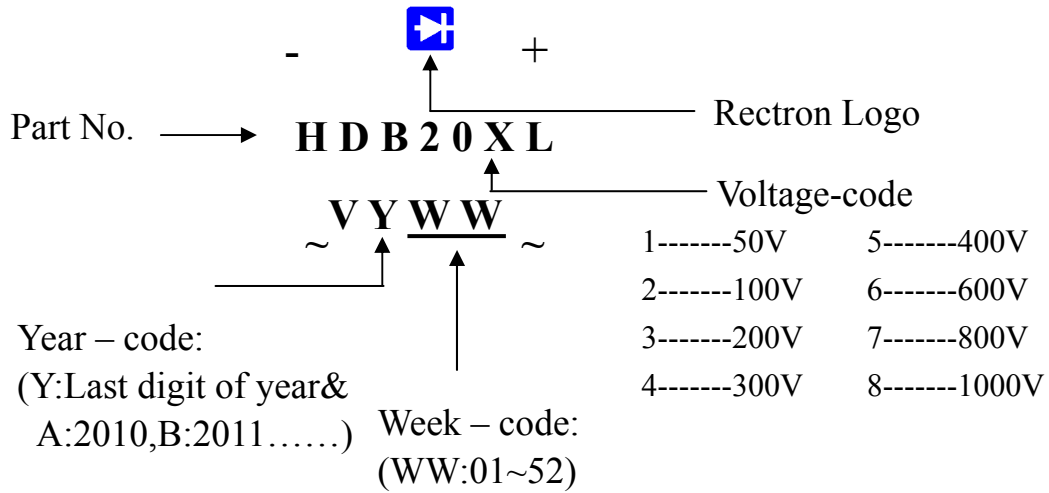 - +
Part No.
Rectron Logo
H D B 2 0 X L
Voltage-code
V Y W W
~ ~
1-------50V 5-------400V
2-------100V 6-------600V
3-------200V 7-------800V
4-------300V 8-------1000V
Year – code:
(Y:Last digit of year&
A:2010,B:2011……)
Week – code:
(WW:01~52)